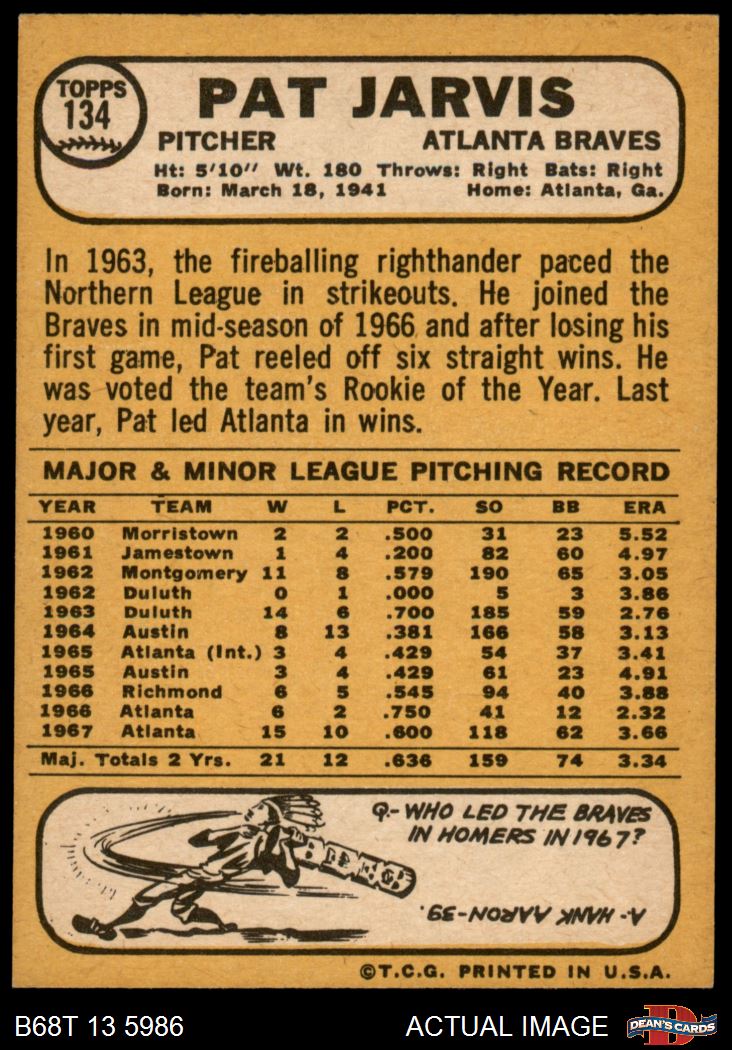 TOPPS
134
PAT JARVIS
PITCHER ATLANTA BRAVES
Ht: 5'10" Wt. 180 Throws: Right Bats: Right
Born: March 18, 1941 Home: Atlanta, Ga.
In 1963, the fireballing righthander paced the
Northern League in strikeouts. He joined the
Braves in mid-season of 1966 and after losing his
first game, Pat reeled off six straight wins. He
was voted the team's Rookie of the Year. Last
year, Pat led Atlanta in wins.
MAJOR & MINOR LEAGUE PITCHING RECORD
YEAR TEAM W L PCT. SO BB ERA
1960 Morristown 2 2 .500 31 23 5.52
1961 Jamestown 1 4 .200 82 60 4.97
1962 Montgomery 11 8 .579 190 65 3.05
1962 Duluth 0 1 .000 5 3 3.86
1963 Duluth 14 6 .700 185 59 2.76
1964 Austin 8 13 .381 166 58 3.13
1965 Atlanta (Int.) 3 4 .429 54 37 3.41
1965 Austin 3 4 .429 61 23 4.91
1966 Richmond 6 5 .545 94 40 3.88
1966 Atlanta 6 2 .750 41 12 2.32
1967 Atlanta 15 10 .600 118 62 3.66
Maj. Totals 2 Yrs. 21 12 .636 159 74 3.34
Q-WHO LED THE BRAVES
IN HOMERS IN 1967?
A- HANK AARON-39.
©T.C.G. PRINTED IN U.S.A.
B68T 13 5986 ACTUAL IMAGE
DEAN'S CARDS